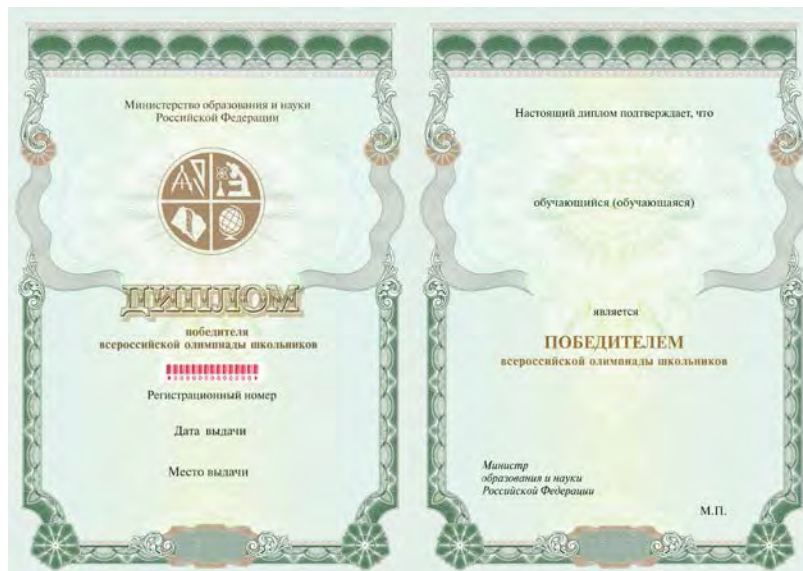 Министерство образования и науки
Российской Федерации
ДИПЛОМ
победителя
всероссийской олимпиады школьников
Регистрационный номер
Дата выдачи
Место выдачи
Настоящий диплом подтверждает, что
обучающийся (обучающаяся)
является
ПОБЕДИТЕЛЕМ
всероссийской олимпиады школьников
Министр
образования и науки
Российской Федерации
М.П.